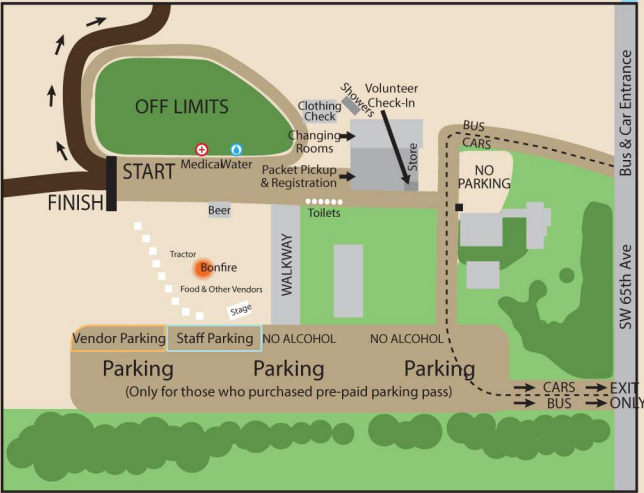 OFF LIMITS
Showers
Volunteer
Check-In
Clothing
Check
Changing
Rooms
Store
Packet Pickup
& Registration
Medical
Water
START
FINISH
BUS
CARS
NO
PARKING
Bus & Car Entrance
SW 65th Ave
Beer
Toilets
WALKWAY
Tractor
Bonfire
Food & Other Vendors
Stage
Vendor Parking
Staff Parking
NO ALCOHOL
NO ALCOHOL
Parking
Parking
Parking
(Only for those who purchased pre-paid parking pass)
CARS
EXIT
BUS
ONLY